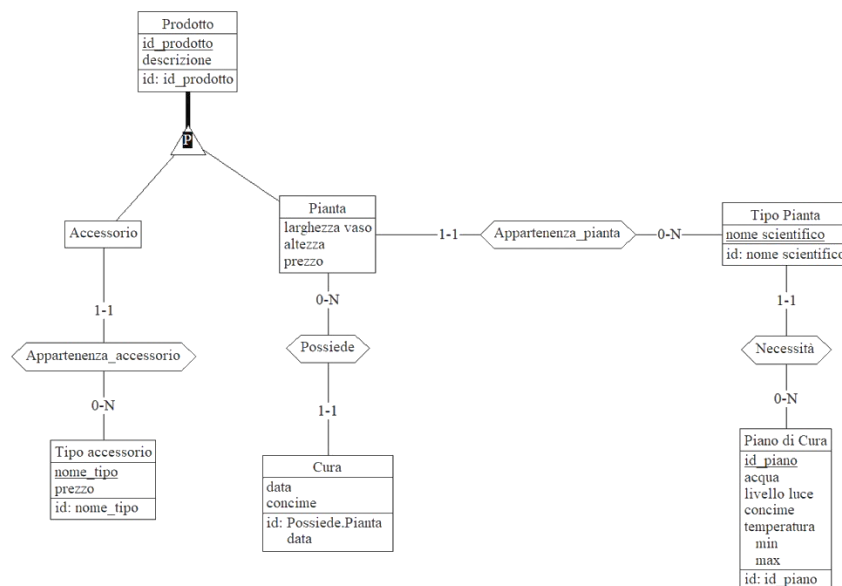 Prodotto
id_prodotto
descrizione
id: id_prodotto
P
Accessorio
Pianta
larghezza vaso
altezza
prezzo
1-1
Appartenenza_pianta
0-N
Tipo Pianta
nome scientifico
id: nome scientifico
1-1
Appartenenza_accessorio
0-N
Tipo accessorio
nome_tipo
prezzo
id: nome_tipo
0-N
Possiede
1-1
Cura
data
concime
id: Possiede.Pianta
data
1-1
Necessità
0-N
Piano di Cura
id_piano
acqua
livello luce
concime
temperatura
min
max
id: id_piano